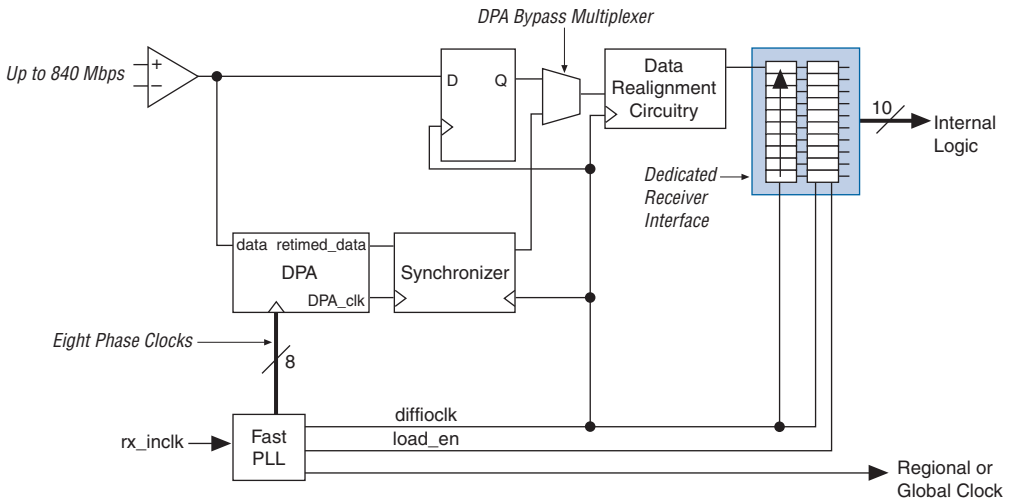 DPA Bypass Multiplexer
Up to 840 Mbps
+
–
D
Q
Data
Realignment
Circuitry
10
Internal
Logic
Dedicated
Receiver
Interface
data
retimed_data
DPA
DPA_clk
Synchronizer
Eight Phase Clocks
8
rx_inclk
Fast
PLL
diffioclk
load_en
Regional or
Global Clock